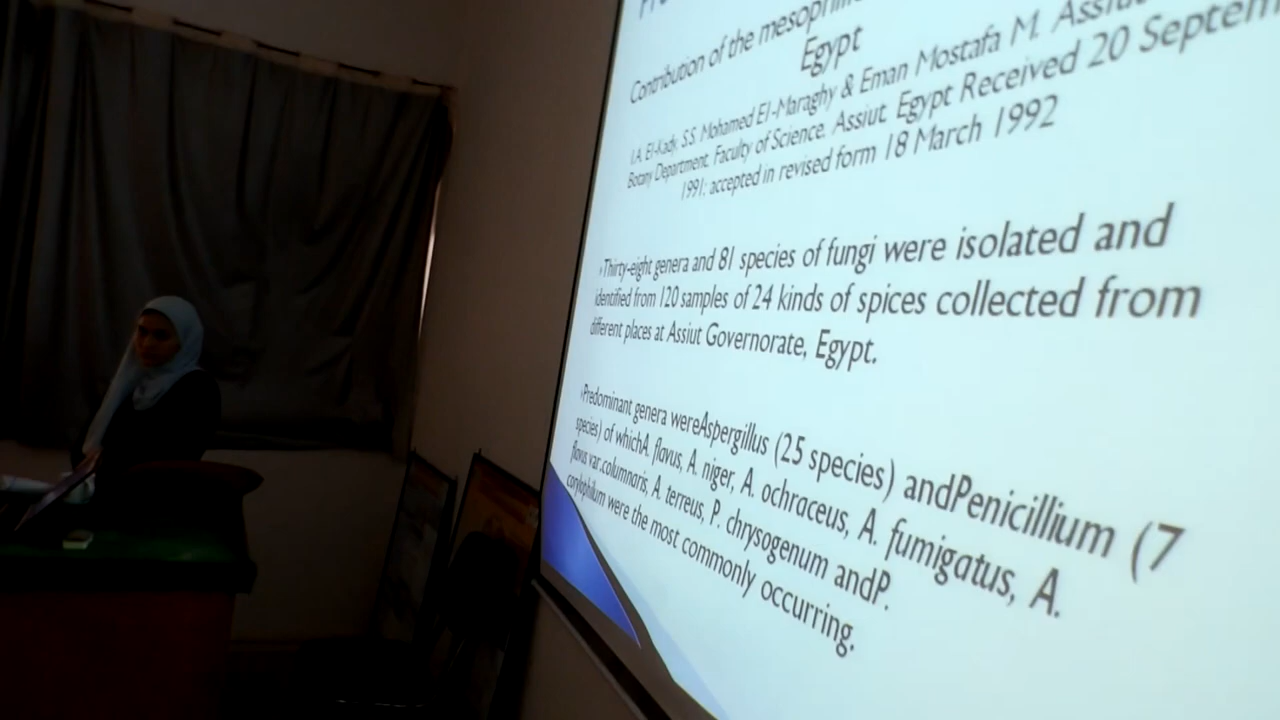 Contribution of the
Egypt
I.A. El-Kady, S.S. Mohamed El-Maraghy & Eman Mostafa M.
Botany Department, Faculty of Science, Assiut, Egypt Received 20
1991; accepted in revised form 18 March 1992
Thirty-eight genera and 81 species of fungi were isolated and
identified from 120 samples of 24 kinds of spices collected from
different places at Assiut Governorate, Egypt.
Predominant genera wereAspergillus (25 species) andPenicillium (7
species) of whichA. flavus, A. niger, A. ochraceus, A. fumigatus, A.
flavus var.columnaris, A. terreus, P. chrysogenum andP.
corylophilum were the most commonly occurring.